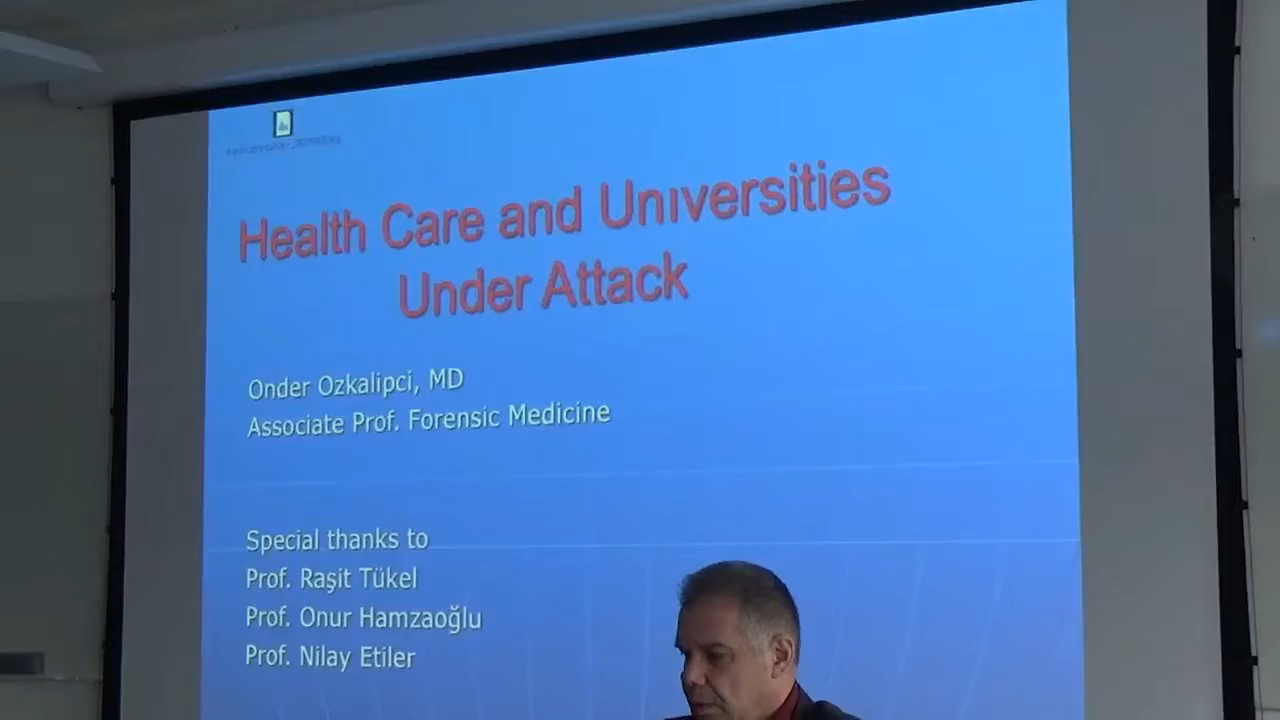 Health Care and Unıversities
Under Attack
Onder Ozkalipci, MD
Associate Prof. Forensic Medicine
Special thanks to
Prof. Raşit Tükel
Prof. Onur Hamzaoğlu
Prof. Nilay Etiler